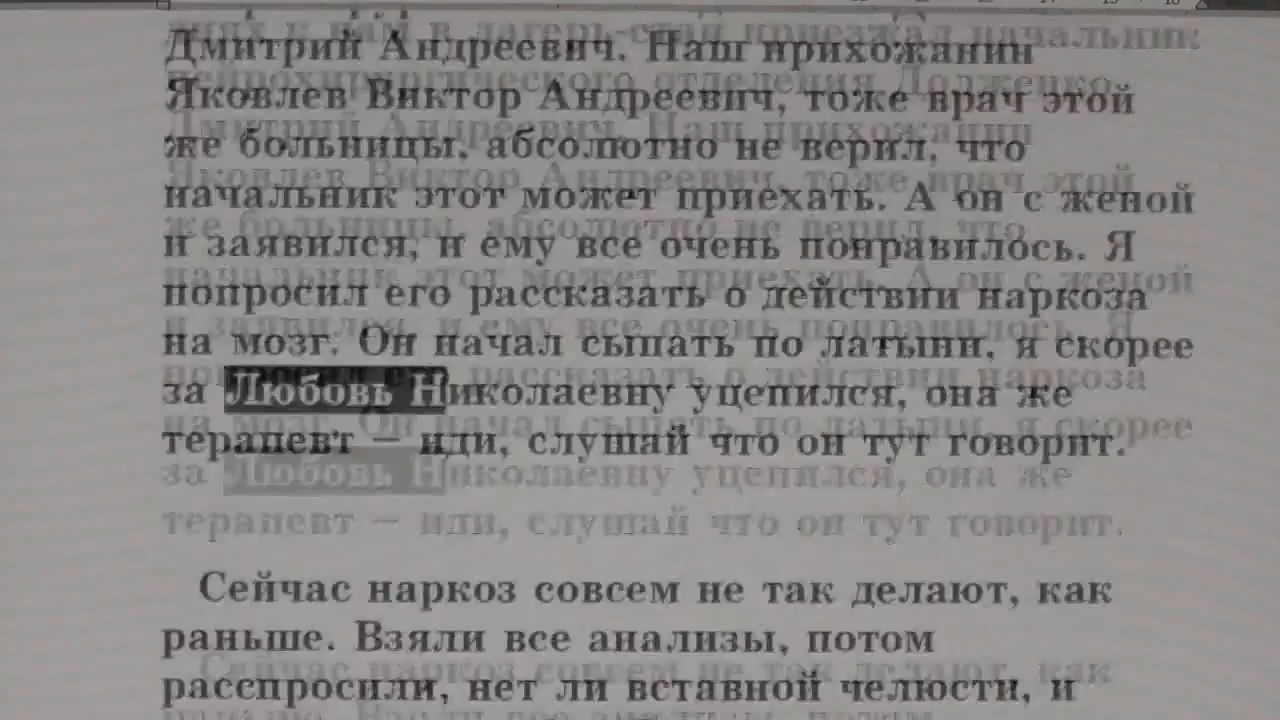 Дмитрий Андреевич. Наш прихожанин
Яковлев Виктор Андреевич, тоже врач этой
же больницы, абсолютно не верил, что
начальник этот может приехать. А он с женой
и заявился, и ему все очень понравилось. Я
попросил его рассказать о действии наркоза
на мозг. Он начал сыпать по латыни, я скорее
за Любовь Николаевну уцепился, она же
терапевт – иди, слушай что он тут говорит.
Сейчас наркоз совсем не так делают, как
раньше. Взяли все анализы, потом
расспросили, нет ли вставной челюсти, и